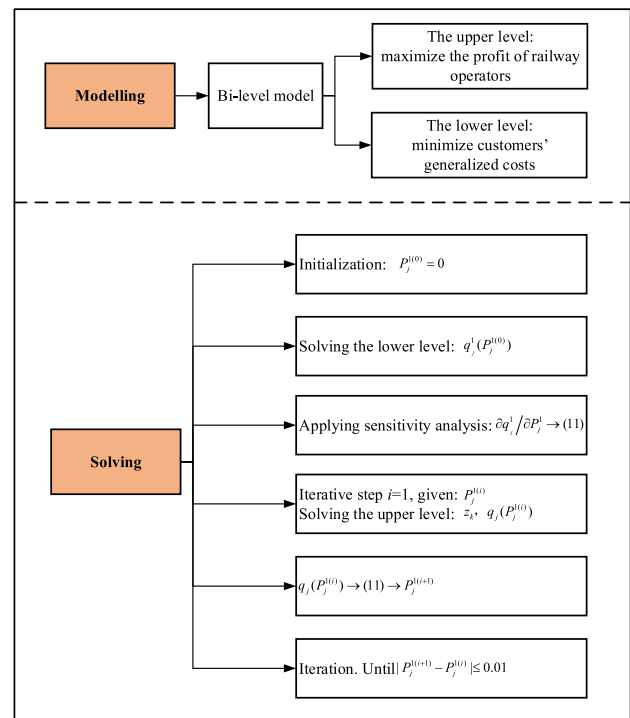 The upper level:
maximize the profit of railway
operators
Modelling
Bi-level model
The lower level:
minimize customers'
generalized costs
Initialization: P_j^{1(0)} = 0
Solving the lower level: q_j^1(P_j^{1(0)})
Applying sensitivity analysis: ∂q_j^1/∂P_j^1 → (11)
Solving
Iterative step i=1, given: P_j^{1(i)}
Solving the upper level: z_k, q_j(P_j^{1(i)})
q_j(P_j^{1(i)}) → (11) → P_j^{1(i+1)}
Iteration. Until | P_j^{1(i+1)} − P_j^{1(i)} | ≤ 0.01